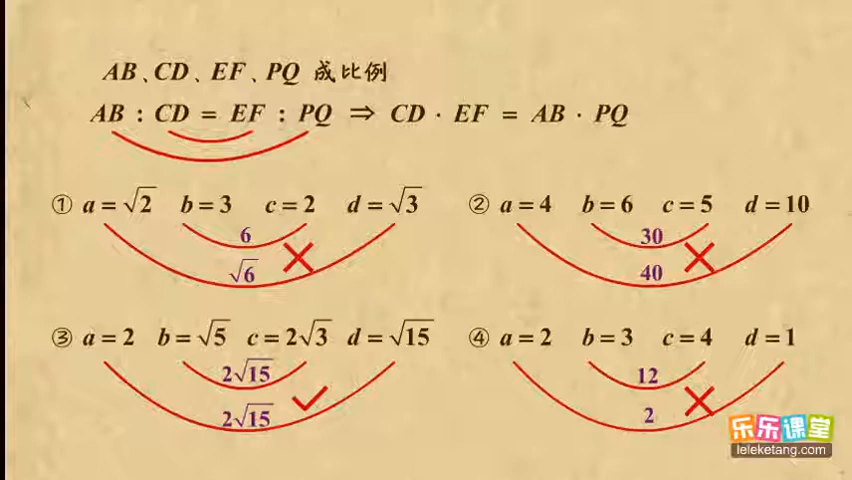 AB、CD、EF、PQ 成比例
AB : CD = EF : PQ ⇒ CD · EF = AB · PQ
① a=√2 b=3 c=2 d=√3
6
√6
② a=4 b=6 c=5 d=10
30
40
③ a=2 b=√5 c=2√3 d=√15
2√15
2√15
④ a=2 b=3 c=4 d=1
12
2
乐乐课堂
leleketang.com